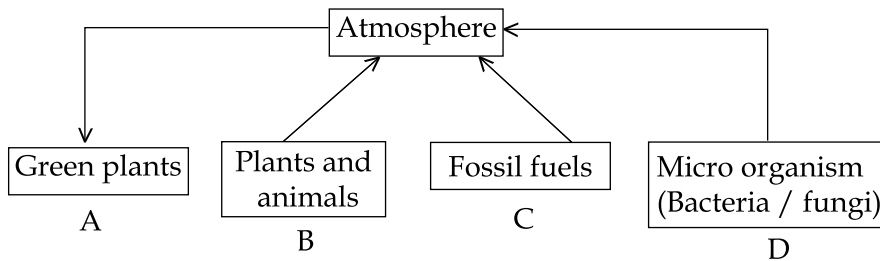 Atmosphere
Green plants
A
Plants and
animals
B
Fossil fuels
C
Micro organism
(Bacteria / fungi)
D